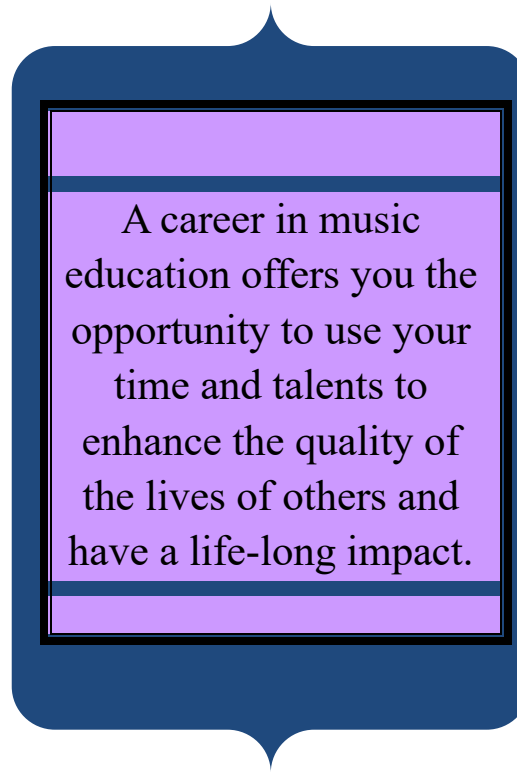 A career in music
education offers you the
opportunity to use your
time and talents to
enhance the quality of
the lives of others and
have a life-long impact.